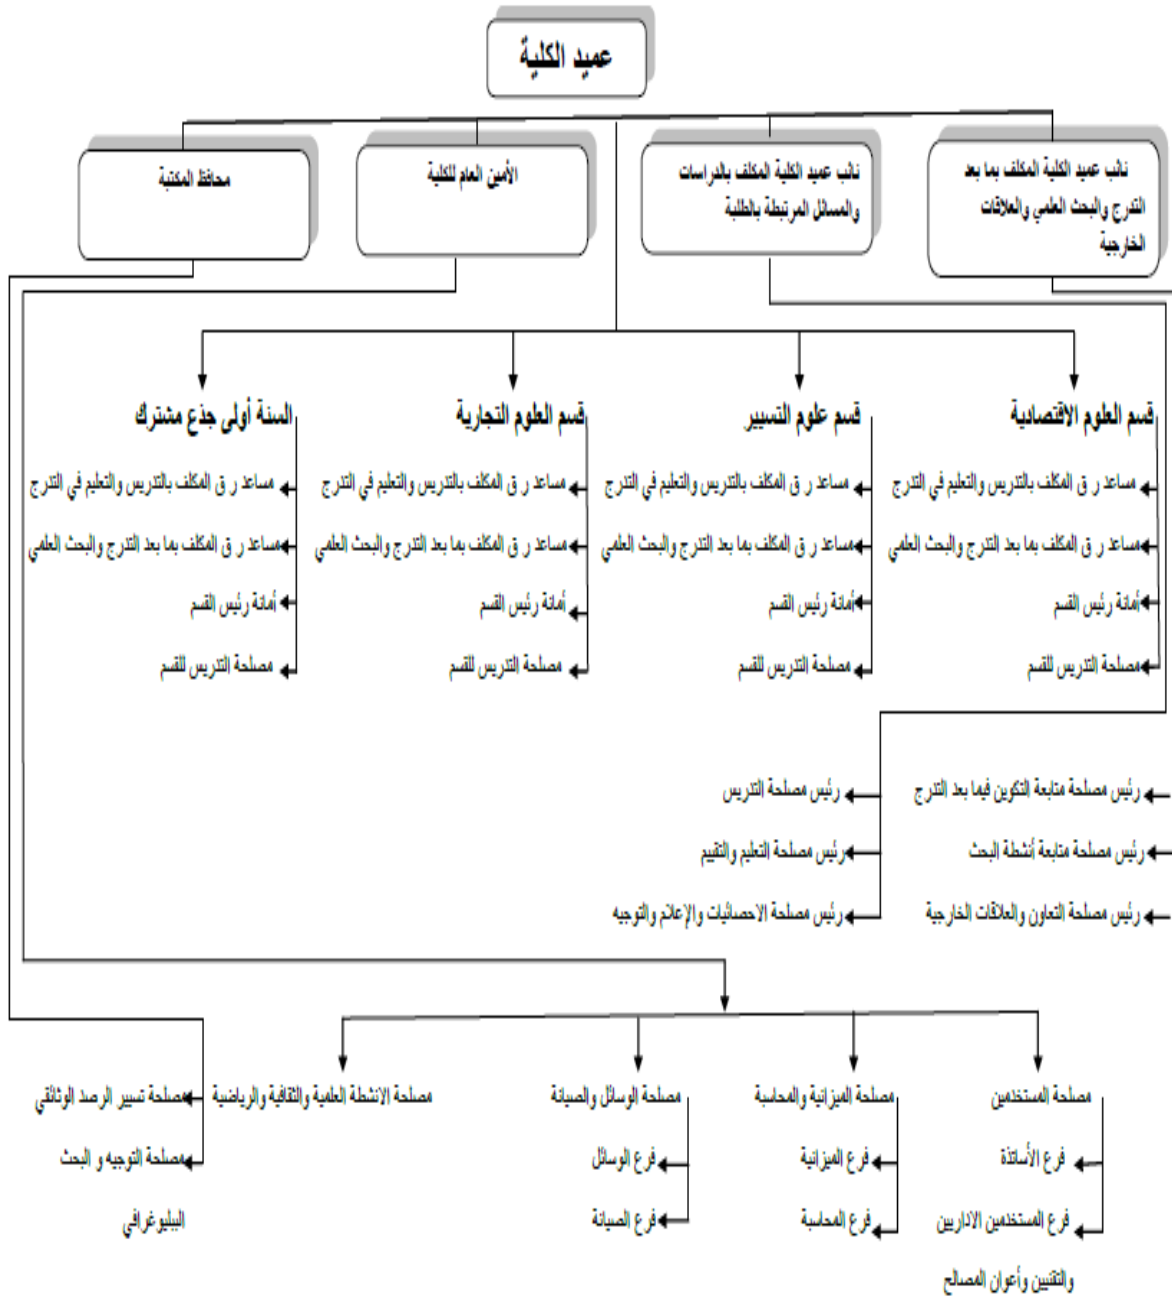 عميد الكلية
نائب عميد الكلية المكلف بما بعد
التدرج والبحث العلمي والعلاقات
الخارجية
نائب عميد الكلية المكلف بالدراسات
والمسائل المرتبطة بالطلبة
الأمين العام للكلية
محافظ المكتبة
قسم العلوم الاقتصادية
مساعد ر ق المكلف بالتدريس والتعليم في التدرج
مساعد ر ق المكلف بما بعد التدرج والبحث العلمي
أمانة رئيس القسم
مصلحة التدريس للقسم
قسم علوم التسيير
مساعد ر ق المكلف بالتدريس والتعليم في التدرج
مساعد ر ق المكلف بما بعد التدرج والبحث العلمي
أمانة رئيس القسم
مصلحة التدريس للقسم
قسم العلوم التجارية
مساعد ر ق المكلف بالتدريس والتعليم في التدرج
مساعد ر ق المكلف بما بعد التدرج والبحث العلمي
أمانة رئيس القسم
مصلحة التدريس للقسم
السنة أولى جذع مشترك
مساعد ر ق المكلف بالتدريس والتعليم في التدرج
مساعد ر ق المكلف بما بعد التدرج والبحث العلمي
أمانة رئيس القسم
مصلحة التدريس للقسم
رئيس مصلحة متابعة التكوين فيما بعد التدرج
رئيس مصلحة متابعة أنشطة البحث
رئيس مصلحة التعاون والعلاقات الخارجية
رئيس مصلحة التدريس
رئيس مصلحة التعليم والتقييم
رئيس مصلحة الاحصائيات والإعلام والتوجيه
مصلحة المستخدمين
فرع الأساتذة
فرع المستخدمين الاداريين
والتقنيين وأعوان المصالح
مصلحة الميزانية والمحاسبة
فرع الميزانية
فرع المحاسبة
مصلحة الوسائل والصيانة
فرع الوسائل
فرع الصيانة
مصلحة الانشطة العلمية والثقافية والرياضية
مصلحة تسيير الرصد الوثائقي
مصلحة التوجيه و البحث
الببليوغرافي